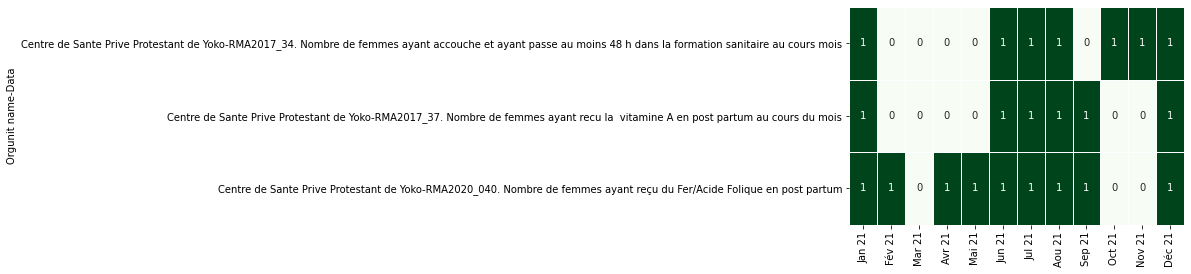 Orgunit name-Data
Centre de Sante Prive Protestant de Yoko-RMA2017_34. Nombre de femmes ayant accouche et ayant passe au moins 48 h dans la formation sanitaire au cours mois
1 0 0 0 0 1 1 1 0 1 1 1
Centre de Sante Prive Protestant de Yoko-RMA2017_37. Nombre de femmes ayant recu la  vitamine A en post partum au cours du mois
1 0 0 0 0 1 1 1 1 0 0 1
Centre de Sante Prive Protestant de Yoko-RMA2020_040. Nombre de femmes ayant reçu du Fer/Acide Folique en post partum
1 1 0 1 1 1 1 1 1 0 0 1
Jan 21
Fév 21
Mar 21
Avr 21
Mai 21
Jun 21
Jul 21
Aou 21
Sep 21
Oct 21
Nov 21
Déc 21